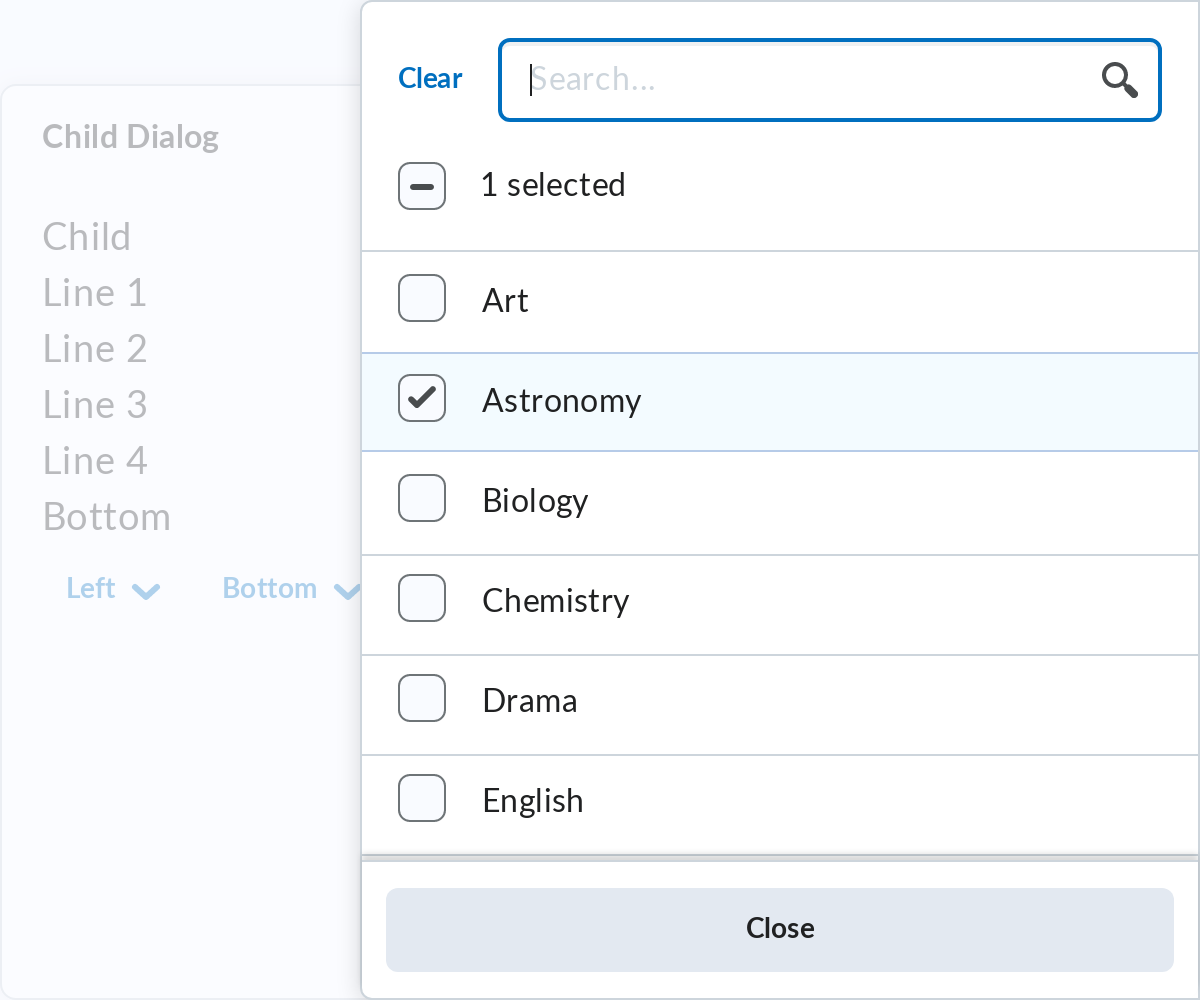 Clear
Search...
1 selected
Art
Astronomy
Biology
Chemistry
Drama
English
Close
Child Dialog
Child
Line 1
Line 2
Line 3
Line 4
Bottom
Left
Bottom